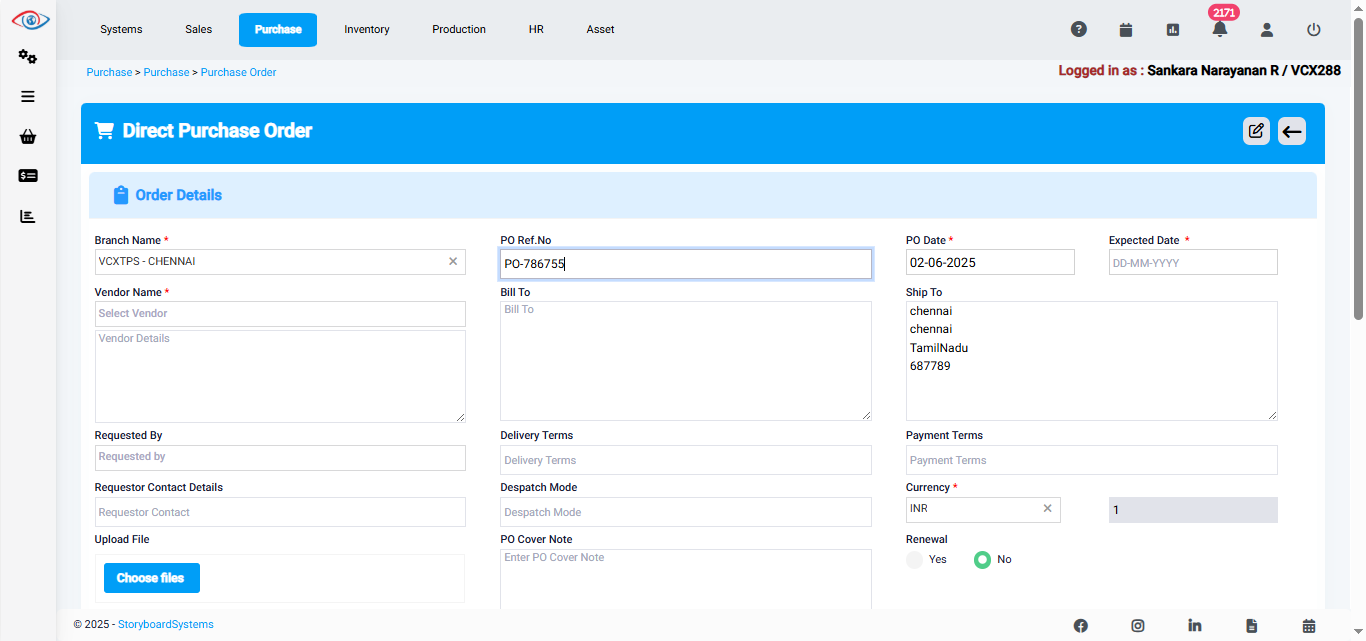 2171
Systems Sales Purchase Inventory Production HR Asset
Purchase > Purchase > Purchase Order
Logged in as : Sankara Narayanan R / VCX288
Direct Purchase Order
Order Details
Branch Name * PO Ref.No PO Date * Expected Date *
VCXTPS - CHENNAI PO-786755 02-06-2025 DD-MM-YYYY
Vendor Name * Bill To Ship To
Select Vendor Bill To chennai
chennai
Vendor Details
TamilNadu
687789
Requested By Delivery Terms Payment Terms
Requested by Delivery Terms Payment Terms
Requestor Contact Details Despatch Mode Currency *
Requestor Contact Despatch Mode INR 1
Upload File PO Cover Note Renewal
Choose files Enter PO Cover Note Yes No
© 2025 - StoryboardSystems